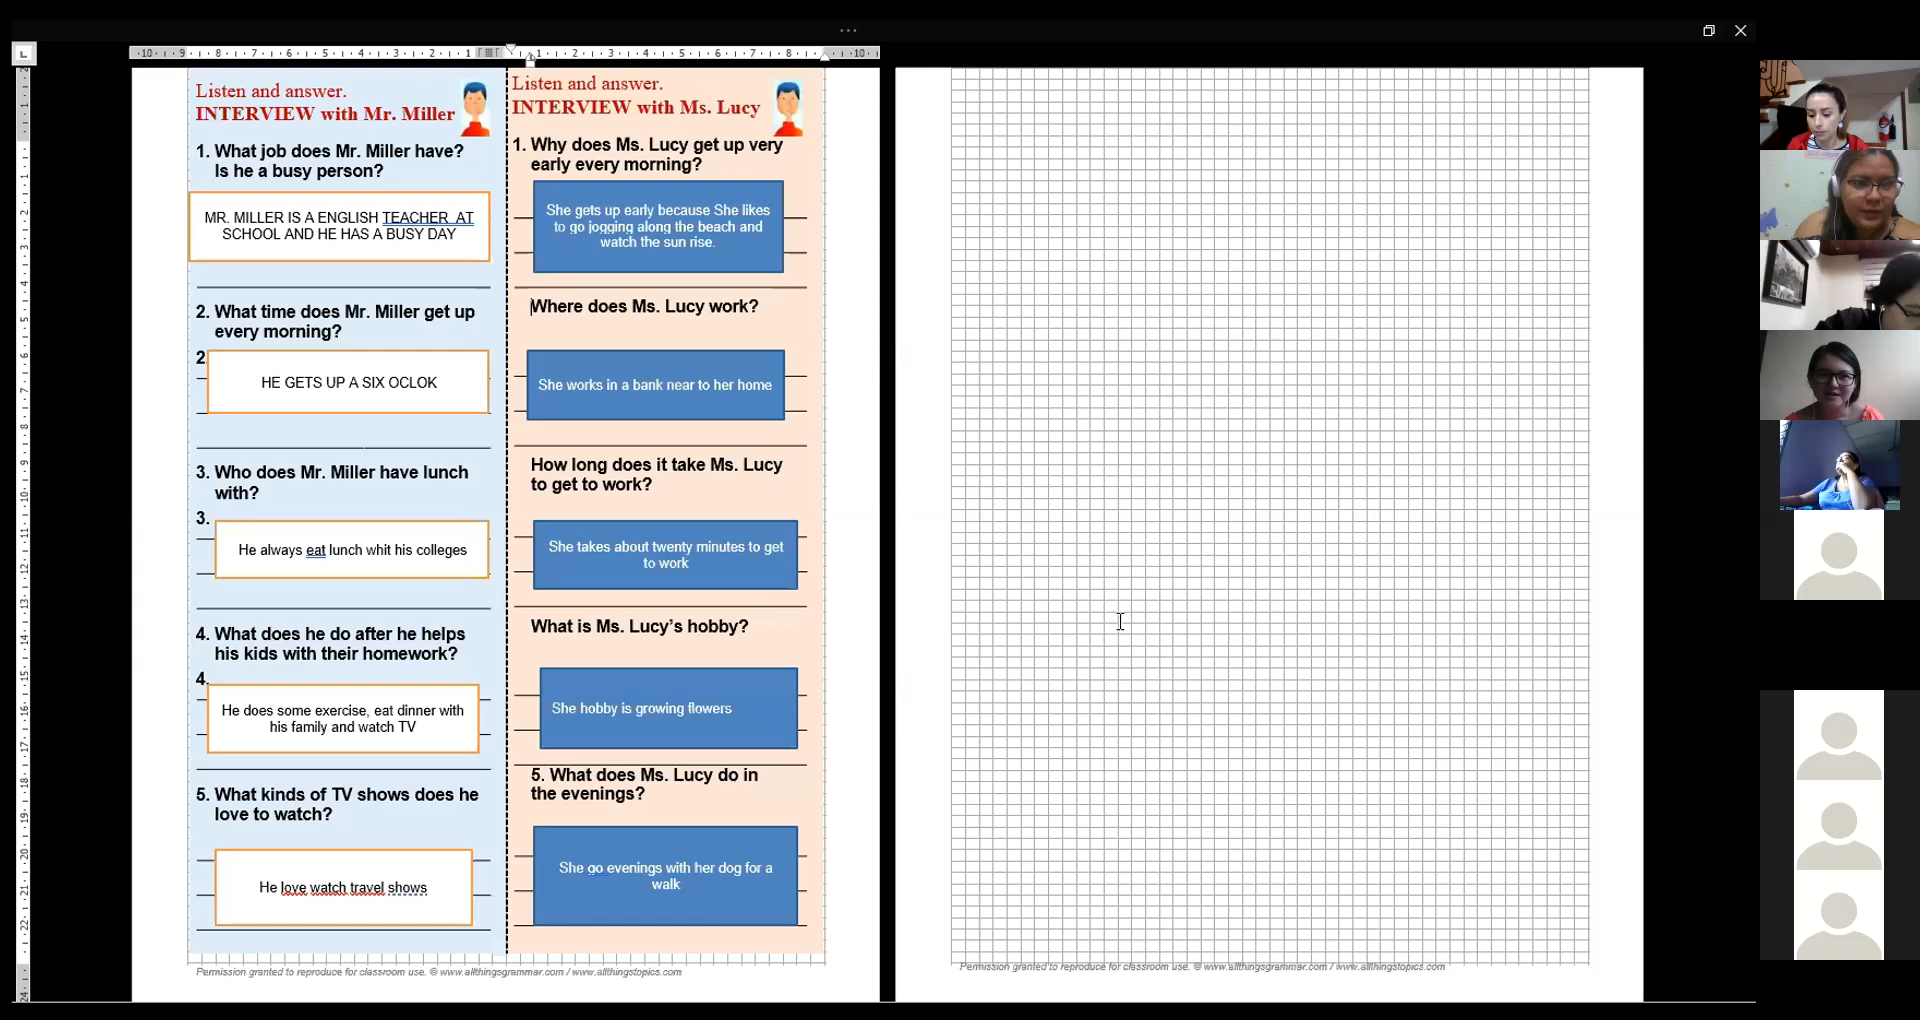 Listen and answer.
INTERVIEW with Mr. Miller
1. What job does Mr. Miller have?
Is he a busy person?
MR. MILLER IS A ENGLISH TEACHER AT
SCHOOL AND HE HAS A BUSY DAY
2. What time does Mr. Miller get up
every morning?
2
HE GETS UP A SIX OCLOK
3. Who does Mr. Miller have lunch
with?
3.
He always eat lunch whit his colleges
4. What does he do after he helps
his kids with their homework?
4.
He does some exercise, eat dinner with
his family and watch TV
5. What kinds of TV shows does he
love to watch?
He love watch travel shows
Listen and answer.
INTERVIEW with Ms. Lucy
1. Why does Ms. Lucy get up very
early every morning?
She gets up early because She likes
to go jogging along the beach and
watch the sun rise.
Where does Ms. Lucy work?
She works in a bank near to her home
How long does it take Ms. Lucy
to get to work?
She takes about twenty minutes to get
to work
What is Ms. Lucy's hobby?
She hobby is growing flowers
5. What does Ms. Lucy do in
the evenings?
She go evenings with her dog for a
walk
Permission granted to reproduce for classroom use. © www.allthingsgrammar.com / www.allthingstopics.com
Permission granted to reproduce for classroom use. © www.allthingsgrammar.com / www.allthingstopics.com